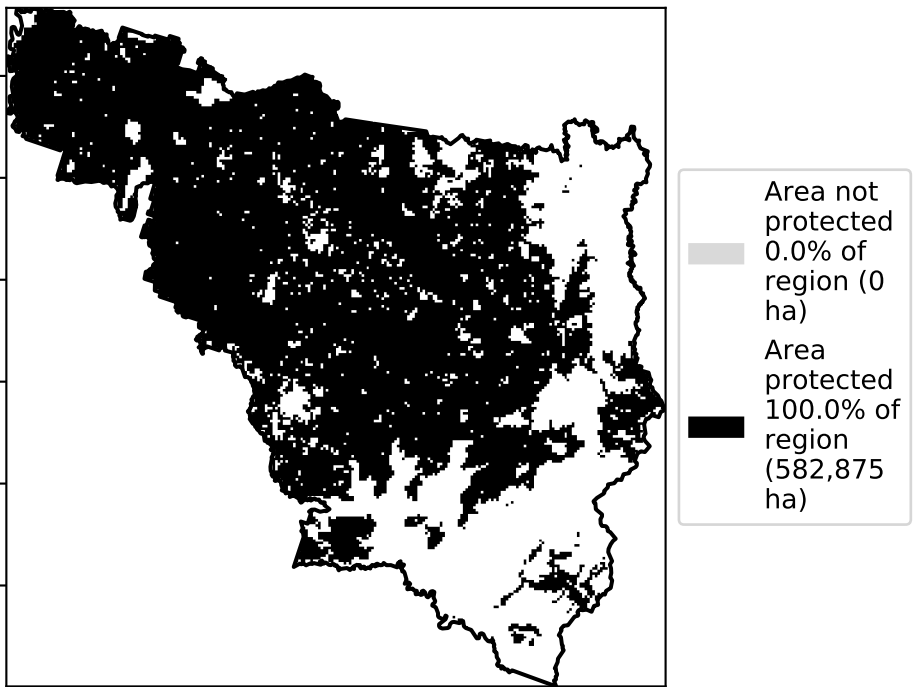 Area not
protected
0.0% of
region (0
ha)
Area
protected
100.0% of
region
(582,875
ha)